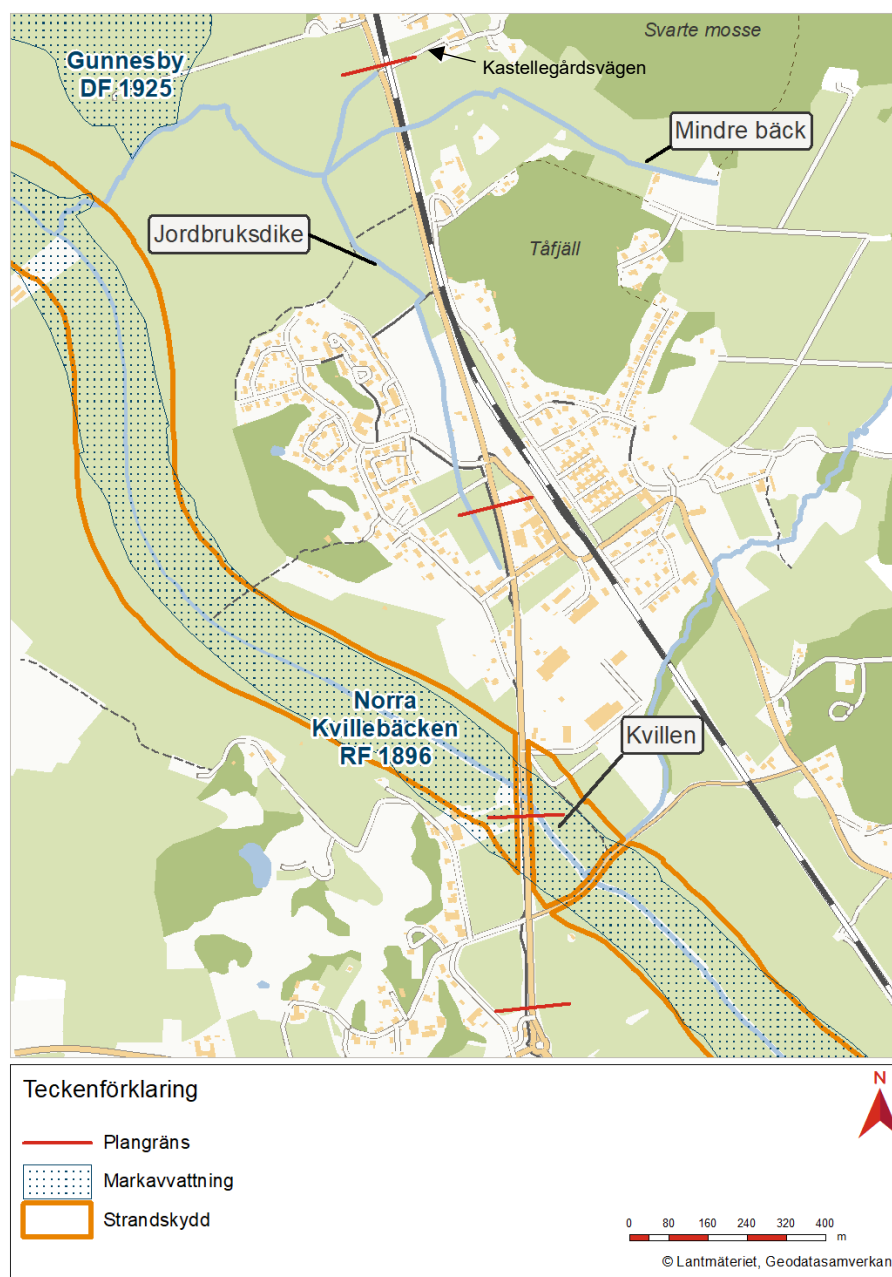 Svarte mosse
Gunnesby
DF 1925
Kastellegårdsvägen
Mindre bäck
Jordbruksdike
Tåfjäll
Norra
Kvillebäcken
RF 1896
Kvillen
Teckenförklaring
N
Plangräns
Markavvattning
Strandskydd
0 80 160 240 320 400
m
© Lantmäteriet, Geodatasamverkan